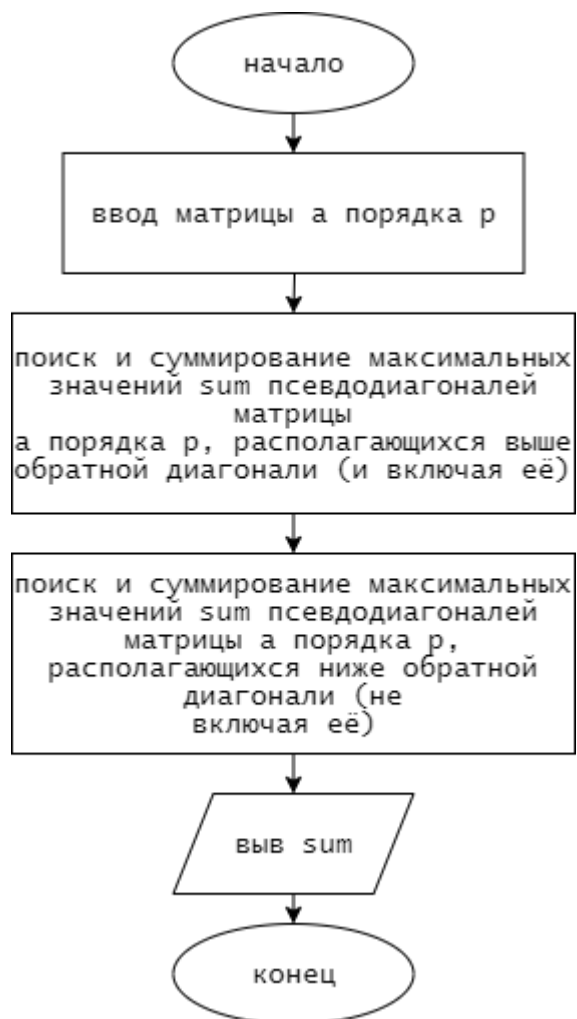 начало
ввод матрицы а порядка р
поиск и суммирование максимальных
значений sum псевдодиагоналей
матрицы
а порядка р, располагающихся выше
обратной диагонали (и включая её)
поиск и суммирование максимальных
значений sum псевдодиагоналей
матрицы а порядка р,
располагающихся ниже обратной
диагонали (не
включая её)
выв sum
конец